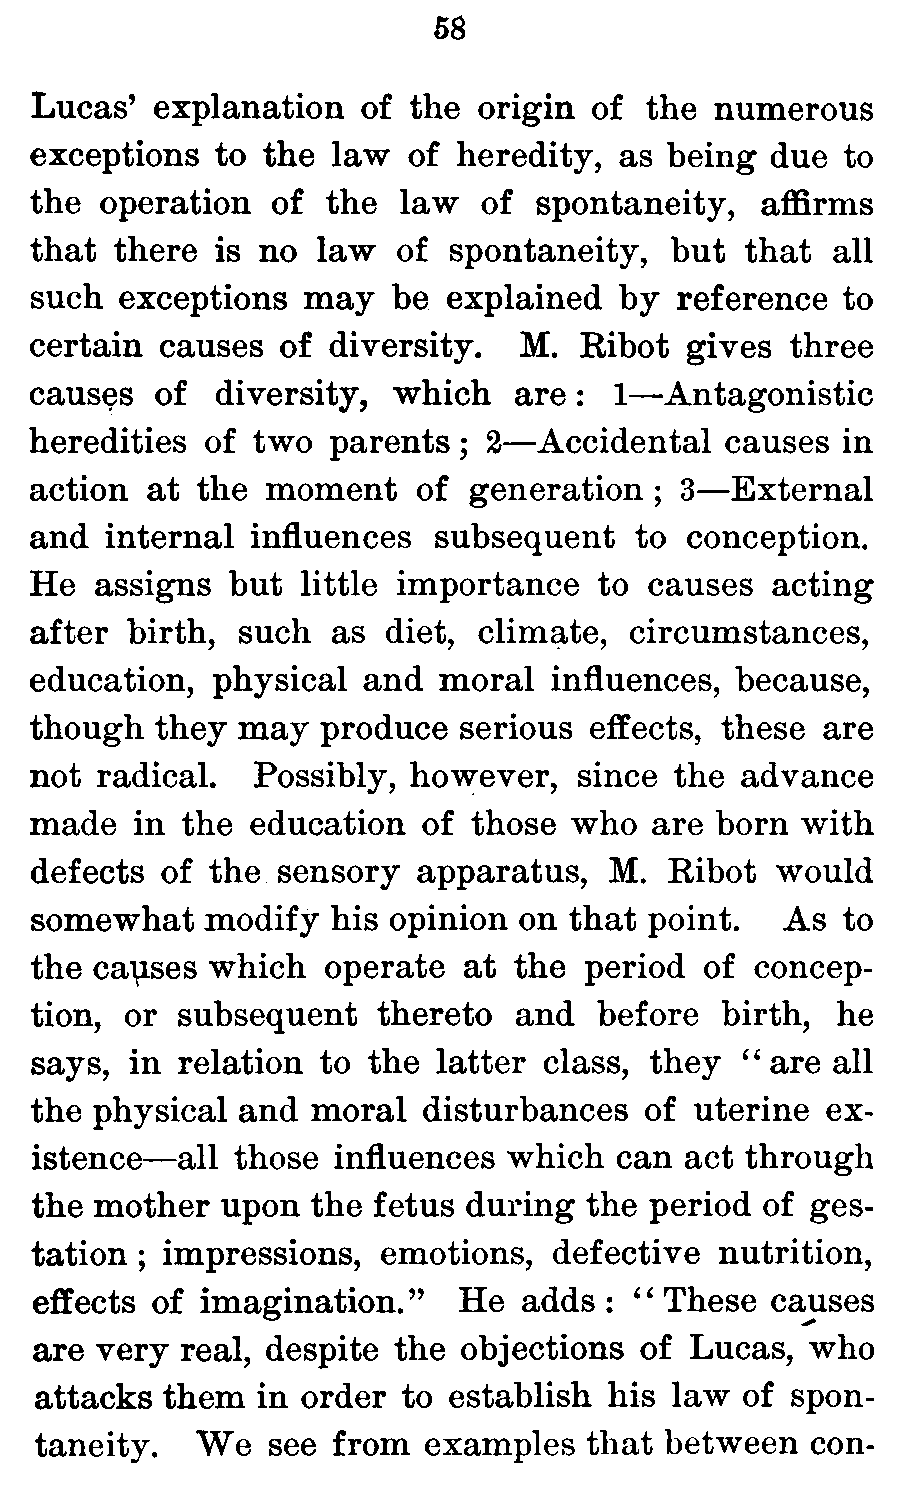 58
Lucas’ explanation of the origin of the numerous
exceptions to the law of heredity, as being due to
the operation of the law of spontaneity, affirms
that there is no law of spontaneity, but that all
such exceptions may be explained by reference to
certain causes of diversity. M. Ribot gives three
causes of diversity, which are : 1—Antagonistic
heredities of two parents ; 2—Accidental causes in
action at the moment of generation ; 3—External
and internal influences subsequent to conception.
He assigns but little importance to causes acting
after birth, such as diet, climate, circumstances,
education, physical and moral influences, because,
though they may produce serious effects, these are
not radical. Possibly, however, since the advance
made in the education of those who are born with
defects of the sensory apparatus, M. Ribot would
somewhat modify his opinion on that point. As to
the causes which operate at the period of concep-
tion, or subsequent thereto and before birth, he
says, in relation to the latter class, they “ are all
the physical and moral disturbances of uterine ex-
istence—all those influences which can act through
the mother upon the fetus during the period of ges-
tation ; impressions, emotions, defective nutrition,
effects of imagination.” He adds : “ These causes
are very real, despite the objections of Lucas, who
attacks them in order to establish his law of spon-
taneity. We see from examples that between con-